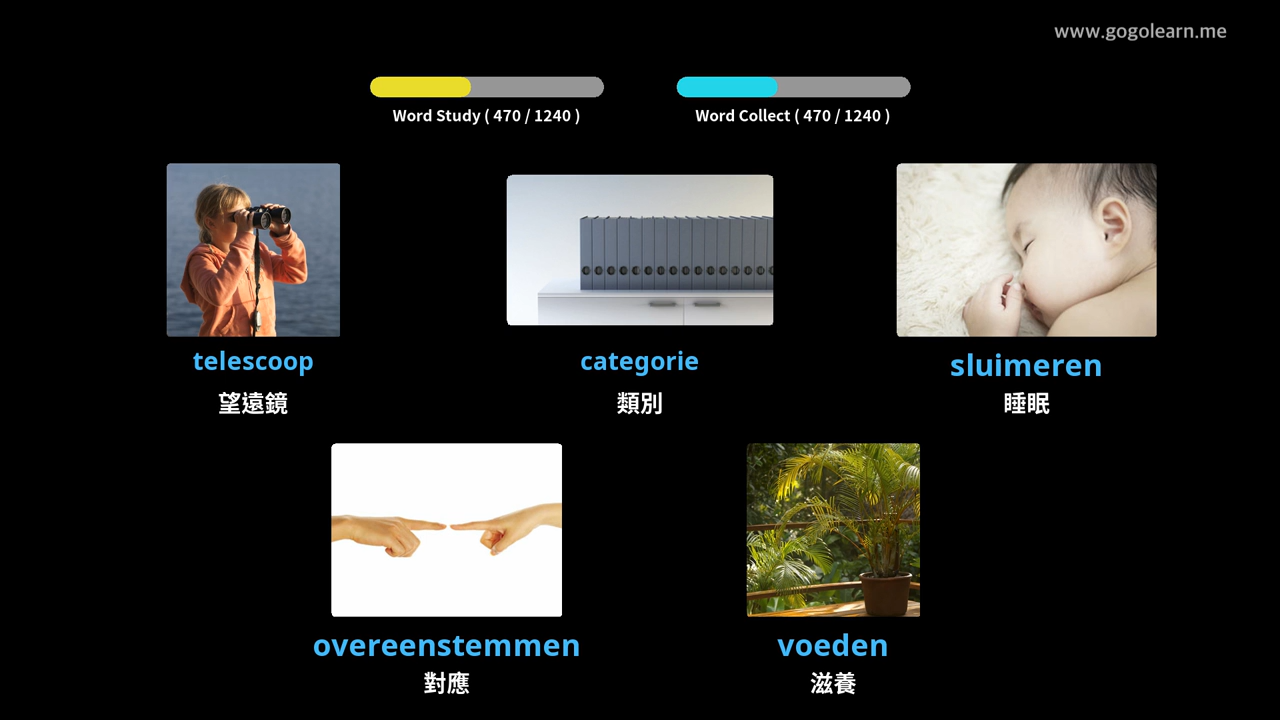 www.gogolearn.me
Word Study ( 470 / 1240 )
Word Collect ( 470 / 1240 )
telescoop
望遠鏡
categorie
類別
sluimeren
睡眠
overeenstemmen
對應
voeden
滋養